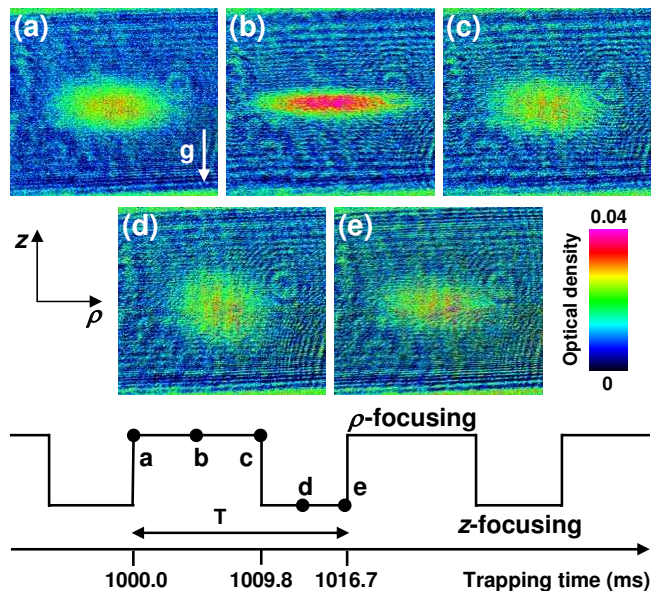 (a)
(b)
(c)
g
(d)
(e)
z
ρ
0.04
Optical density
0
ρ-focusing
a
b
c
d
e
T
z-focusing
1000.0
1009.8
1016.7
Trapping time (ms)